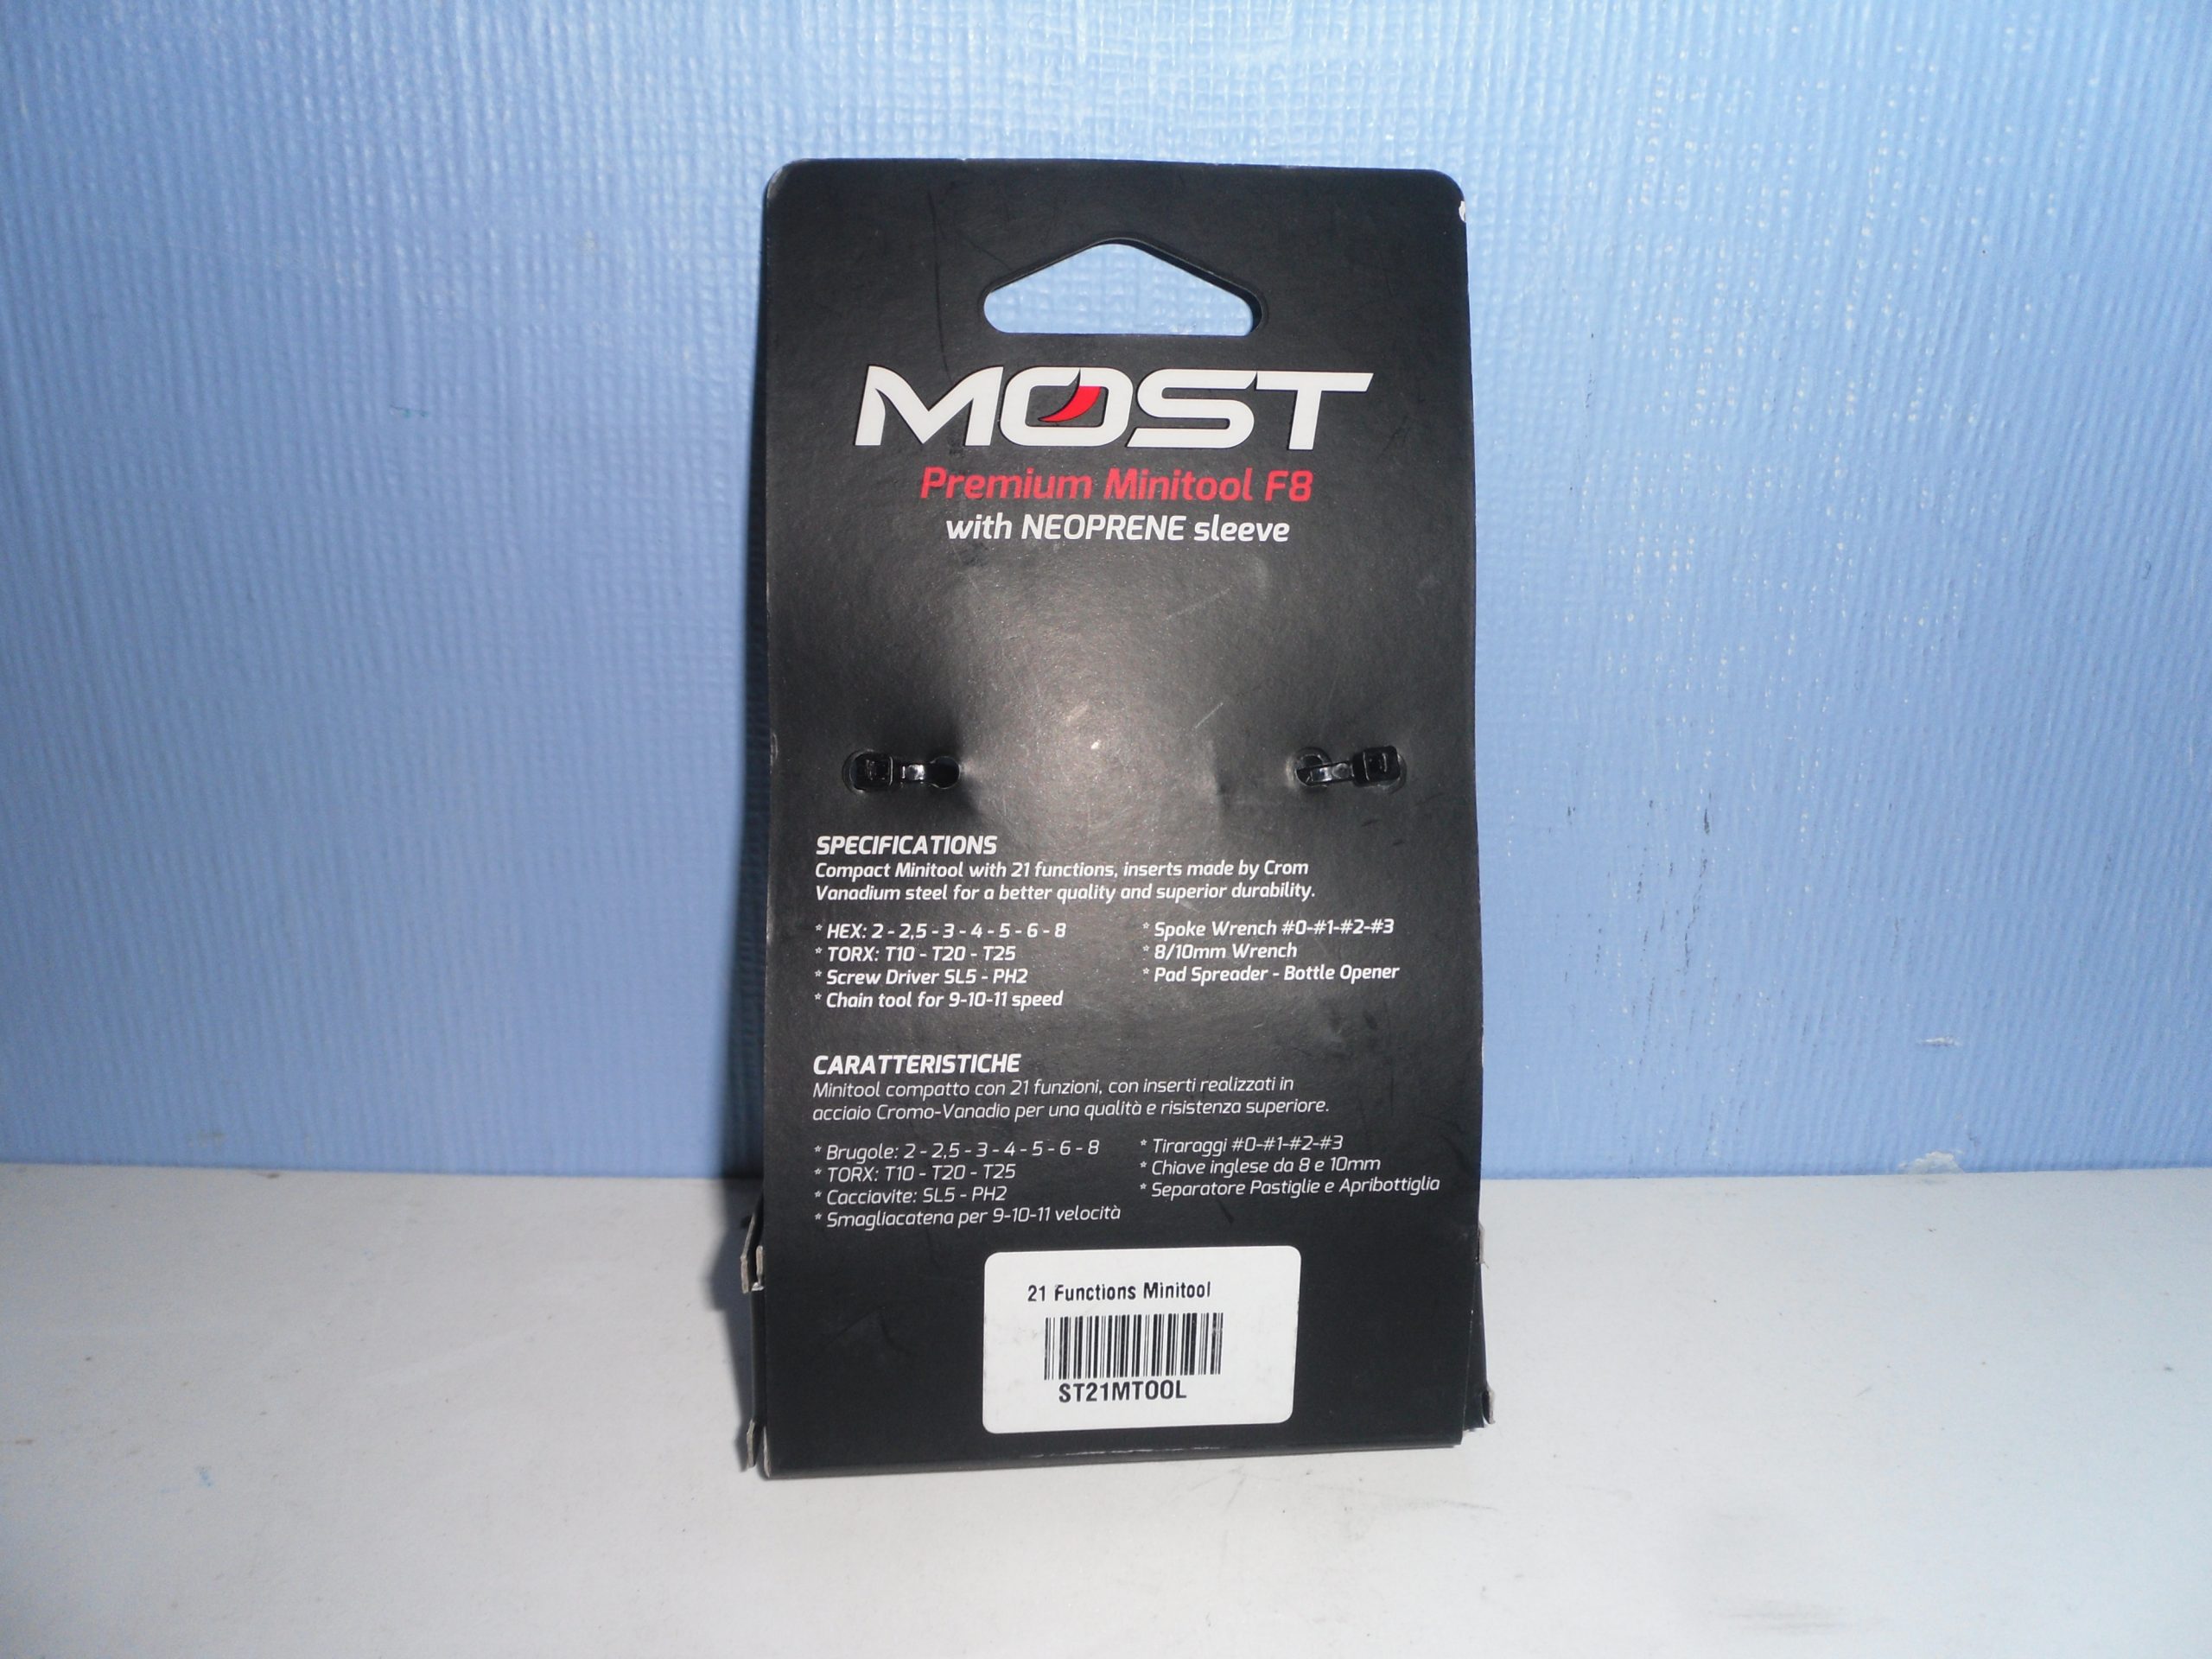 MOST
Premium Minitool F8
with NEOPRENE sleeve
SPECIFICATIONS
Compact Minitool with 21 functions, inserts made by Crom
Vanadium steel for a better quality and superior durability.
* HEX: 2 - 2,5 - 3 - 4 - 5 - 6 - 8
* TORX: T10 - T20 - T25
* Screw Driver SL5 - PH2
* Chain tool for 9-10-11 speed
* Spoke Wrench #0-#1-#2-#3
* 8/10mm Wrench
* Pad Spreader - Bottle Opener
CARATTERISTICHE
Minitool compatto con 21 funzioni, con inserti realizzati in
acciaio Cromo-Vanadio per una qualità e risistenza superiore.
* Brugole: 2 - 2,5 - 3 - 4 - 5 - 6 - 8
* TORX: T10 - T20 - T25
* Cacciavite: SL5 - PH2
* Smagliacatena per 9-10-11 velocità
* Tiraraggi #0-#1-#2-#3
* Chiave inglese da 8 e 10mm
* Separatore Pastiglie e Apribottiglia
21 Functions Minitool
ST21MTOOL